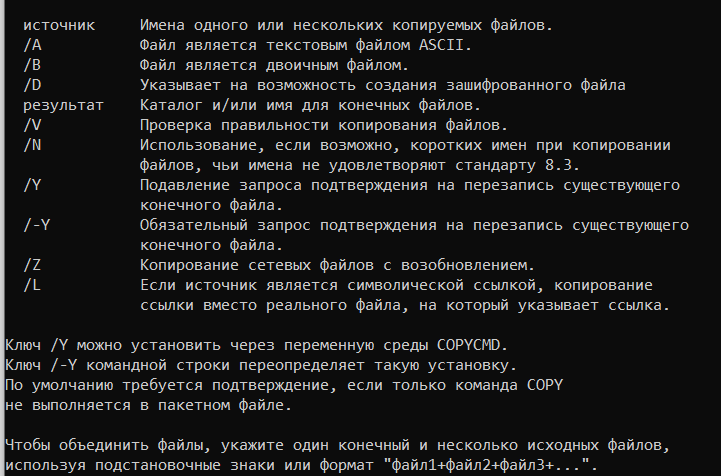 источник     Имена одного или нескольких копируемых файлов.
/A           Файл является текстовым файлом ASCII.
/B           Файл является двоичным файлом.
/D           Указывает на возможность создания зашифрованного файла
результат    Каталог и/или имя для конечных файлов.
/V           Проверка правильности копирования файлов.
/N           Использование, если возможно, коротких имен при копировании
             файлов, чьи имена не удовлетворяют стандарту 8.3.
/Y           Подавление запроса подтверждения на перезапись существующего
             конечного файла.
/-Y          Обязательный запрос подтверждения на перезапись существующего
             конечного файла.
/Z           Копирование сетевых файлов с возобновлением.
/L           Если источник является символической ссылкой, копирование
             ссылки вместо реального файла, на который указывает ссылка.

Ключ /Y можно установить через переменную среды COPYCMD.
Ключ /-Y командной строки переопределяет такую установку.
По умолчанию требуется подтверждение, если только команда COPY
не выполняется в пакетном файле.

Чтобы объединить файлы, укажите один конечный и несколько исходных файлов,
используя подстановочные знаки или формат "файл1+файл2+файл3+...".